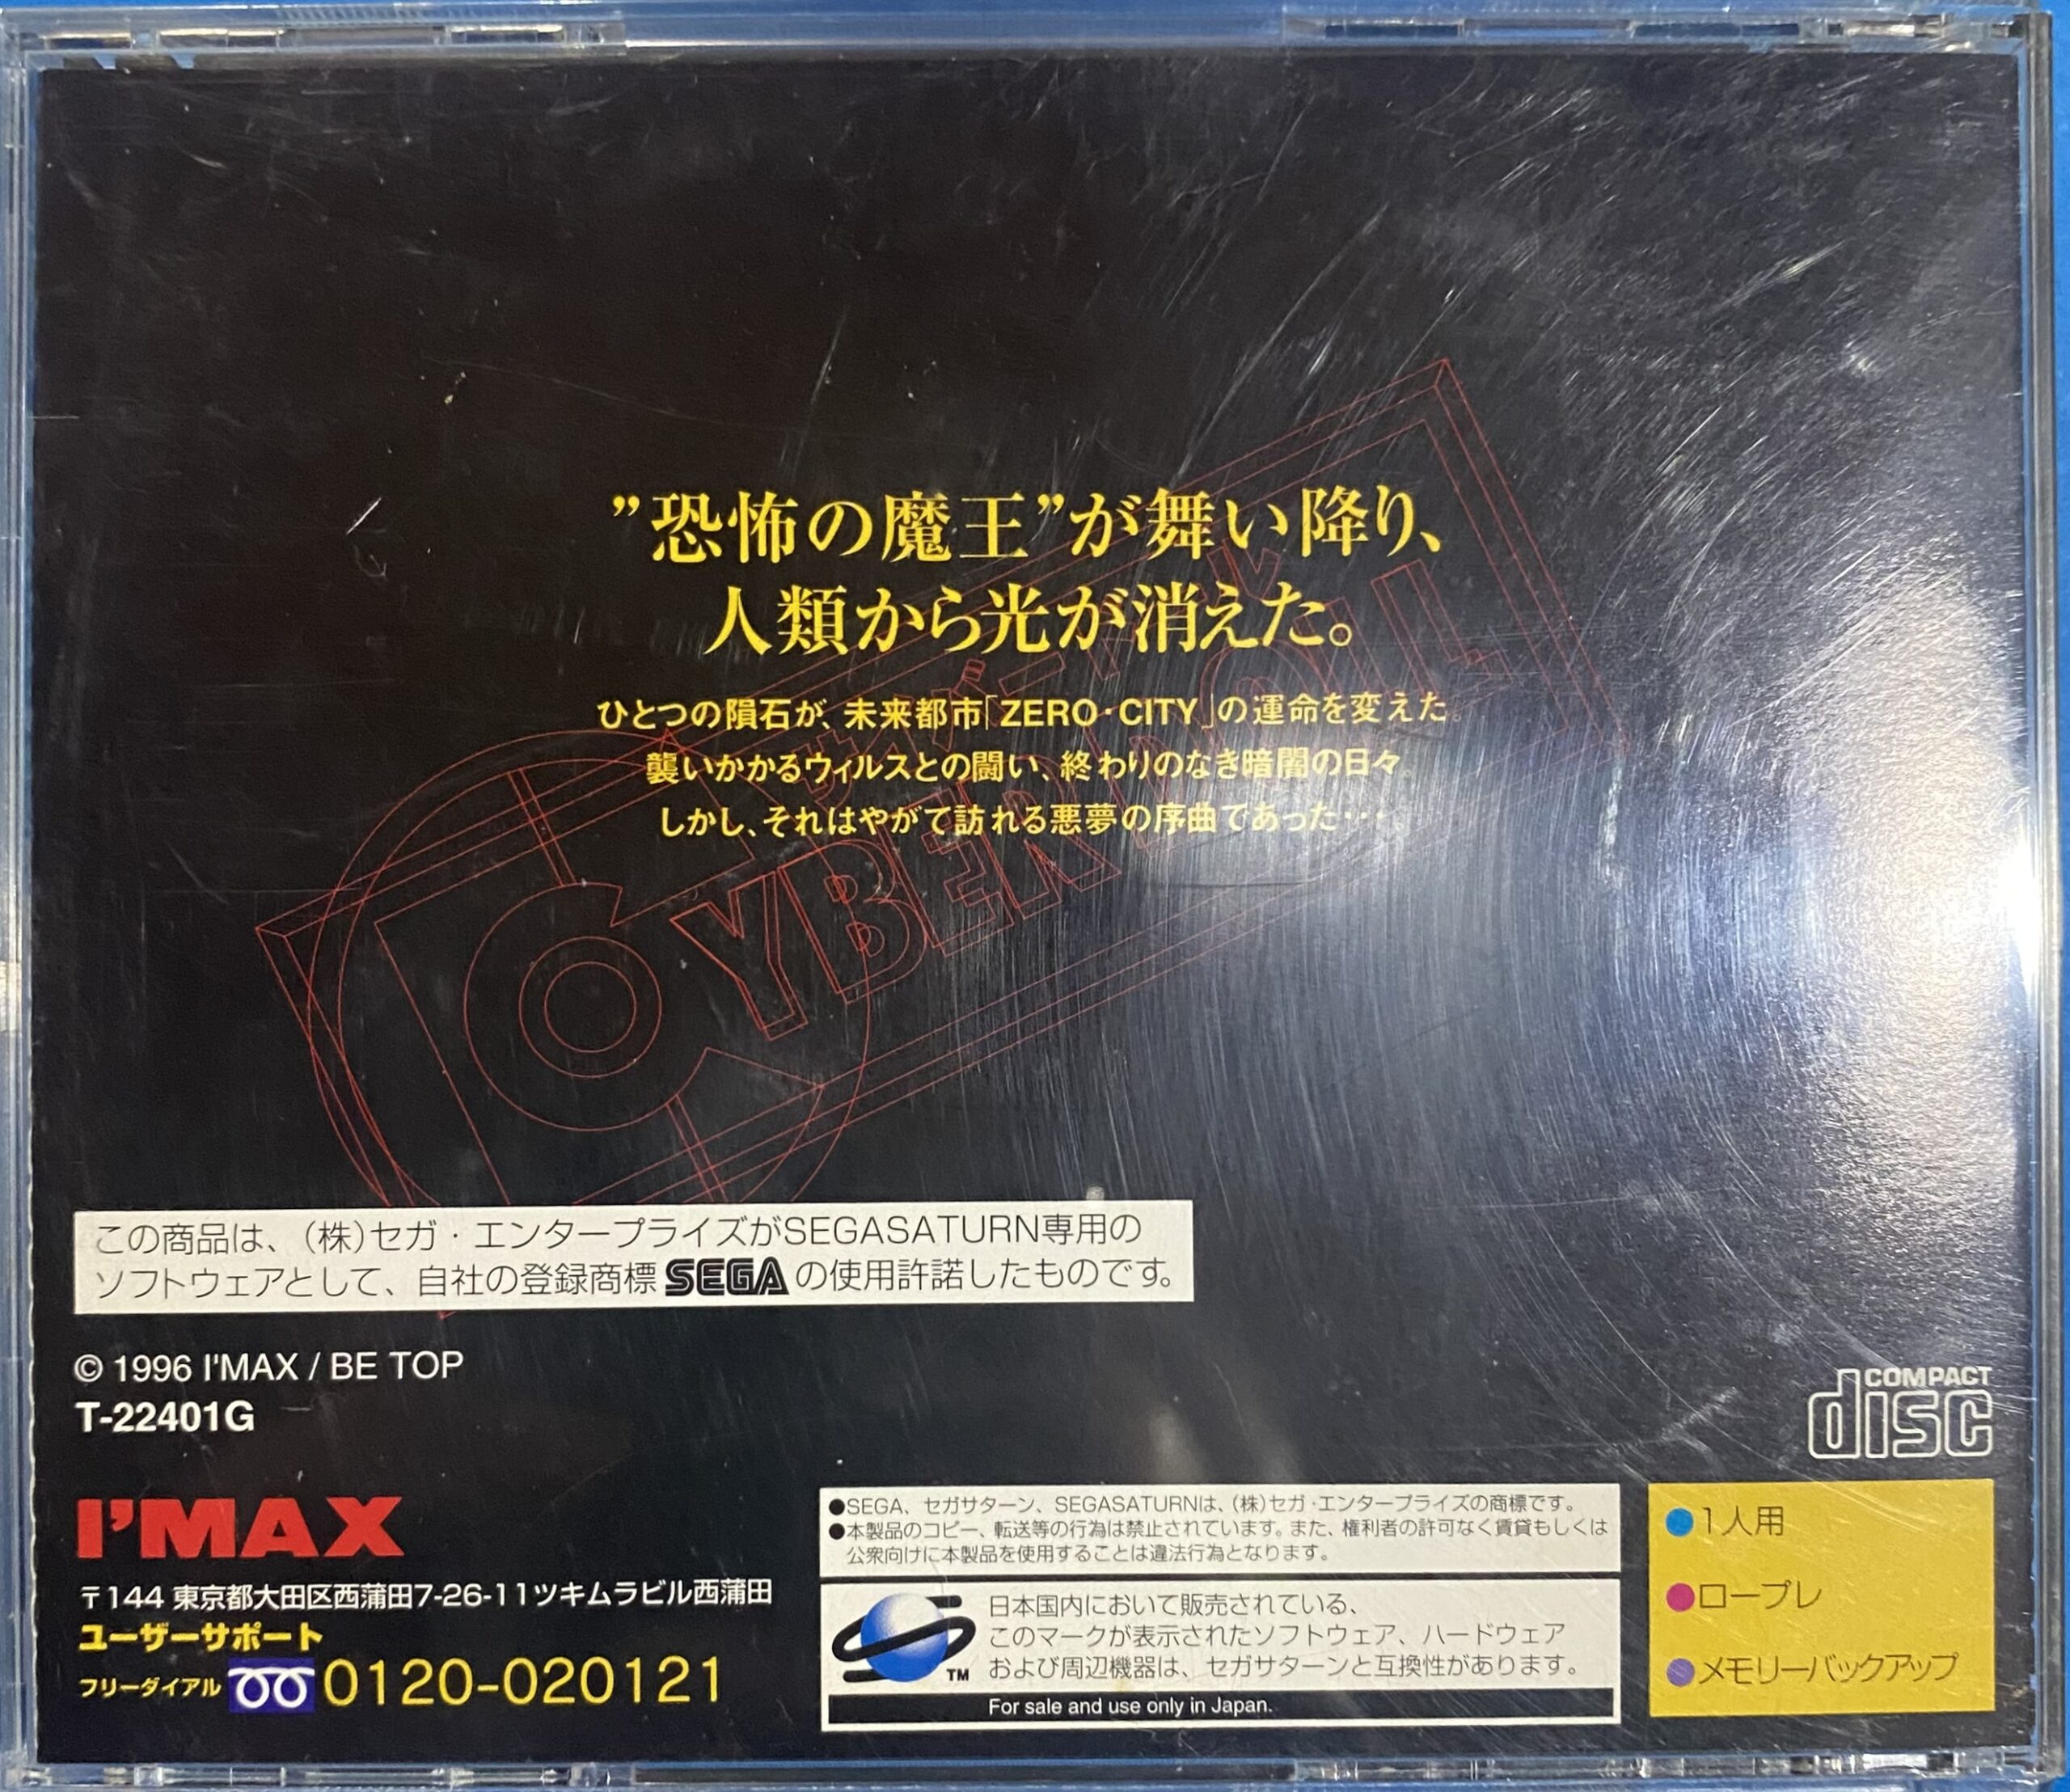 ”恐怖の魔王”が舞い降り、
人類から光が消えた。
ひとつの隕石が、未来都市「ZERO・CITY」の運命を変えた。
襲いかかるウィルスとの闘い、終わりのなき暗闇の日々。
しかし、それはやがて訪れる悪夢の序曲であった・・・。
CYBER DOLL
この商品は、（株）セガ・エンタープライズがSEGASATURN専用の
ソフトウェアとして、自社の登録商標 SEGA の使用許諾したものです。
© 1996 I'MAX / BE TOP
T-22401G
COMPACT
disc
I'MAX
〒144 東京都大田区西蒲田7-26-11ツキムラビル西蒲田
ユーザーサポート
フリーダイアル 0120-020121
●SEGA、セガサターン、SEGASATURNは、（株）セガ・エンタープライズの商標です。
●本製品のコピー、転送等の行為は禁止されています。また、権利者の許可なく賃貸もしくは
公衆向けに本製品を使用することは違法行為となります。
日本国内において販売されている、
このマークが表示されたソフトウェア、ハードウェア
および周辺機器は、セガサターンと互換性があります。
TM
For sale and use only in Japan.
●1人用
●ロープレ
●メモリーバックアップ